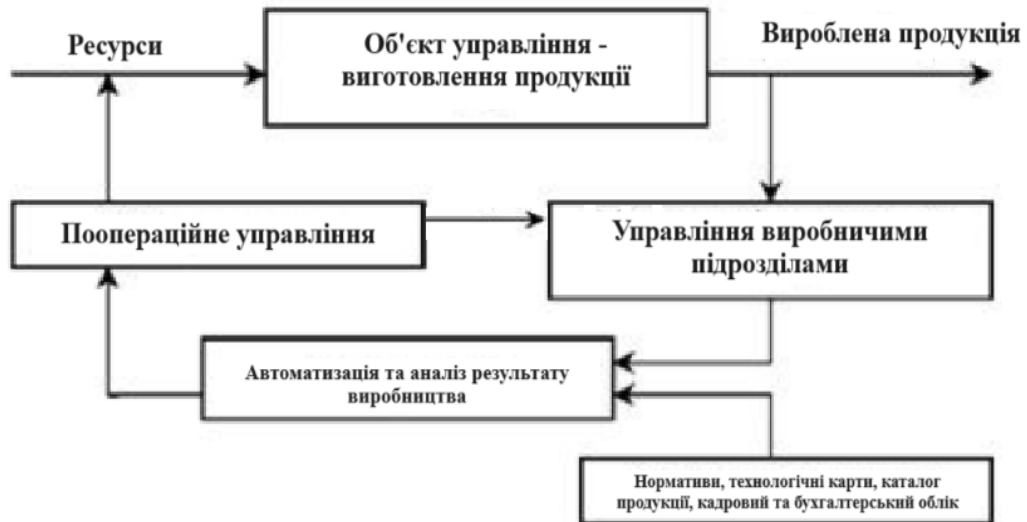 Ресурси
Об'єкт управління -
виготовлення продукції
Вироблена продукція
Поопераційне управління
Управління виробничими
підрозділами
Автоматизація та аналіз результату
виробництва
Нормативи, технологічні карти, каталог
продукції, кадровий та бухгалтерський облік